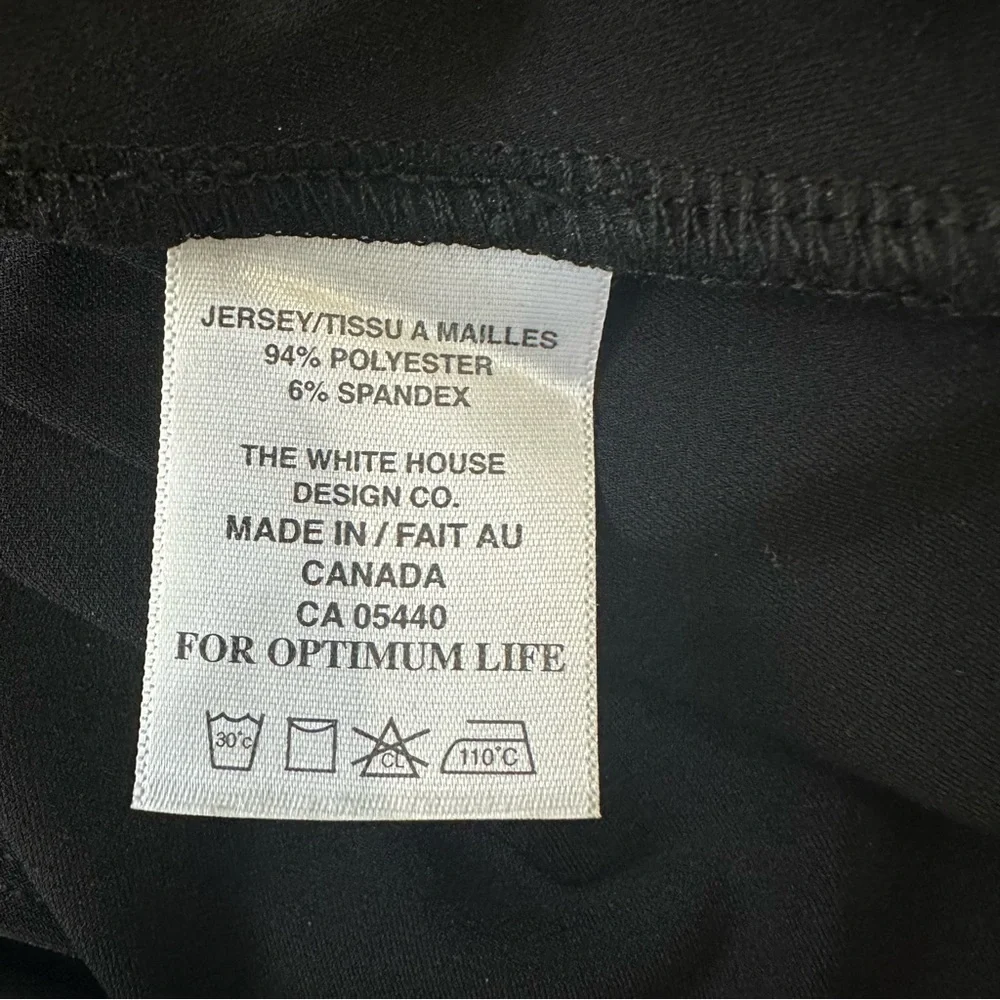 JERSEY/TISSU A MAILLES
94% POLYESTER
6% SPANDEX
THE WHITE HOUSE
DESIGN CO.
MADE IN / FAIT AU
CANADA
CA 05440
FOR OPTIMUM LIFE
30°c CL 110°C